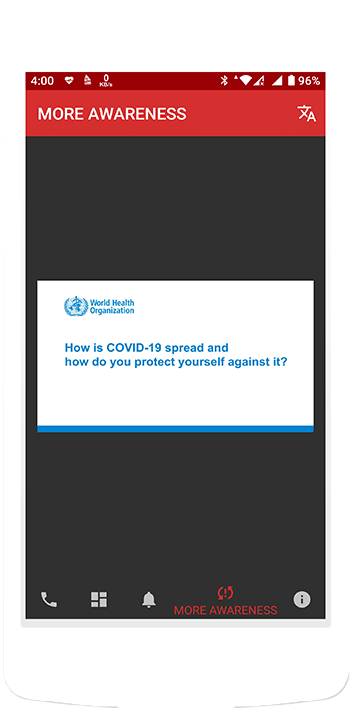 4:00 0 KB/s 96%
MORE AWARENESS
World Health
Organization
How is COVID-19 spread and
how do you protect yourself against it?
MORE AWARENESS